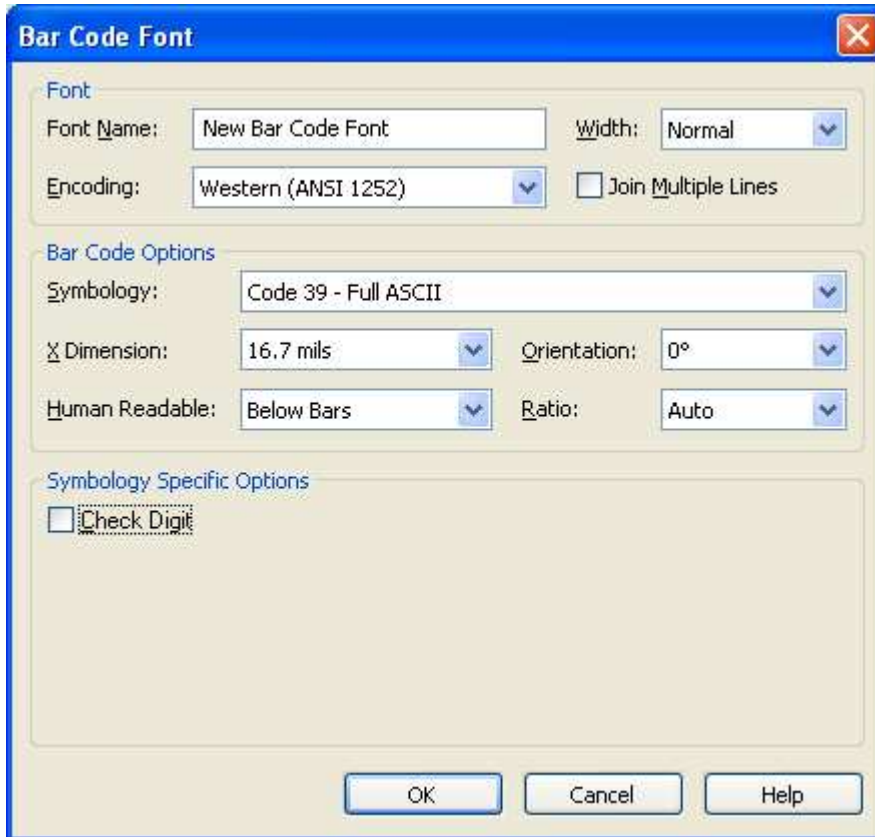 Bar Code Font
Font
Font Name: New Bar Code Font Width: Normal
Encoding: Western (ANSI 1252) Join Multiple Lines
Bar Code Options
Symbology: Code 39 - Full ASCII
X Dimension: 16.7 mils Orientation: 0°
Human Readable: Below Bars Ratio: Auto
Symbology Specific Options
Check Digit
OK Cancel Help